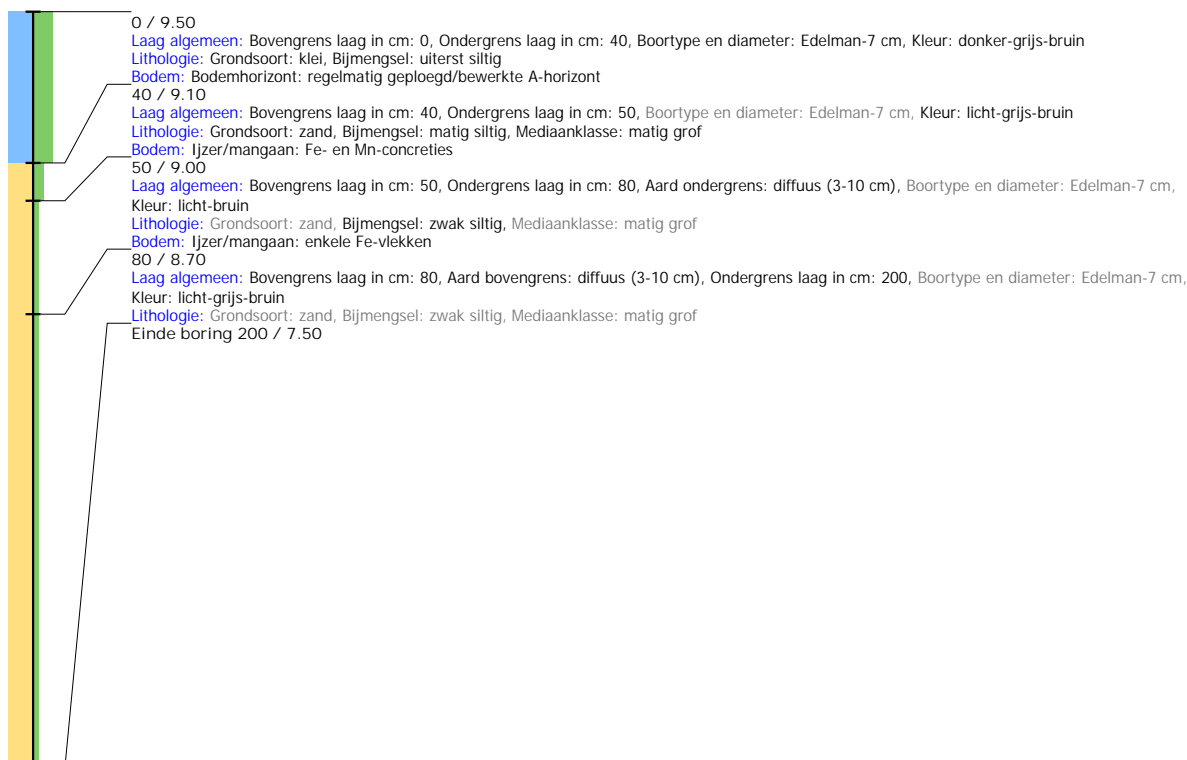 0 / 9.50
Laag algemeen: Bovengrens laag in cm: 0, Ondergrens laag in cm: 40, Boortype en diameter: Edelman-7 cm, Kleur: donker-grijs-bruin
Lithologie: Grondsoort: klei, Bijmengsel: uiterst siltig
Bodem: Bodemhorizont: regelmatig geploegd/bewerkte A-horizont
40 / 9.10
Laag algemeen: Bovengrens laag in cm: 40, Ondergrens laag in cm: 50, Boortype en diameter: Edelman-7 cm, Kleur: licht-grijs-bruin
Lithologie: Grondsoort: zand, Bijmengsel: matig siltig, Mediaanklasse: matig grof
Bodem: Ijzer/mangaan: Fe- en Mn-concreties
50 / 9.00
Laag algemeen: Bovengrens laag in cm: 50, Ondergrens laag in cm: 80, Aard ondergrens: diffuus (3-10 cm), Boortype en diameter: Edelman-7 cm,
Kleur: licht-bruin
Lithologie: Grondsoort: zand, Bijmengsel: zwak siltig, Mediaanklasse: matig grof
Bodem: Ijzer/mangaan: enkele Fe-vlekken
80 / 8.70
Laag algemeen: Bovengrens laag in cm: 80, Aard bovengrens: diffuus (3-10 cm), Ondergrens laag in cm: 200, Boortype en diameter: Edelman-7 cm,
Kleur: licht-grijs-bruin
Lithologie: Grondsoort: zand, Bijmengsel: zwak siltig, Mediaanklasse: matig grof
Einde boring 200 / 7.50